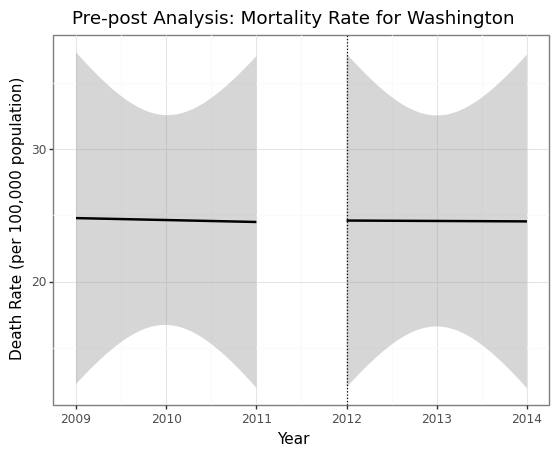 Pre-post Analysis: Mortality Rate for Washington
Death Rate (per 100,000 population)
30
20
2009 2010 2011 2012 2013 2014
Year